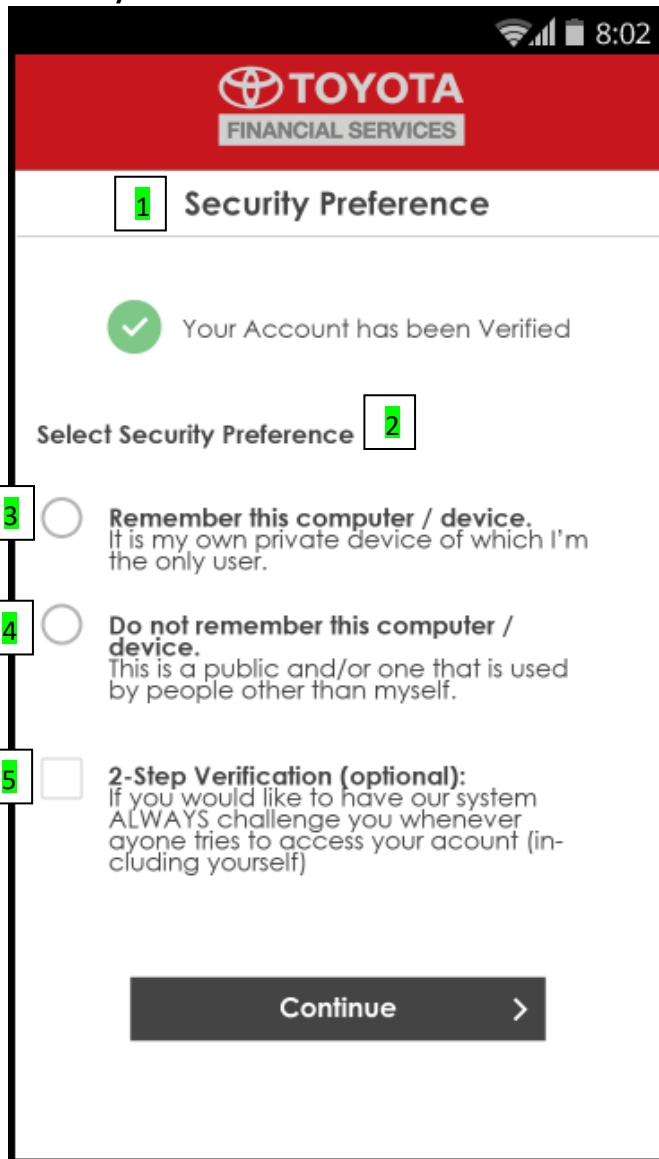 8:02
TOYOTA
FINANCIAL SERVICES
1 Security Preference
Your Account has been Verified
Select Security Preference 2
3 Remember this computer / device.
It is my own private device of which I'm
the only user.
4 Do not remember this computer /
device.
This is a public and/or one that is used
by people other than myself.
5 2-Step Verification (optional):
If you would like to have our system
ALWAYS challenge you whenever
ayone tries to access your acount (in-
cluding yourself)
Continue